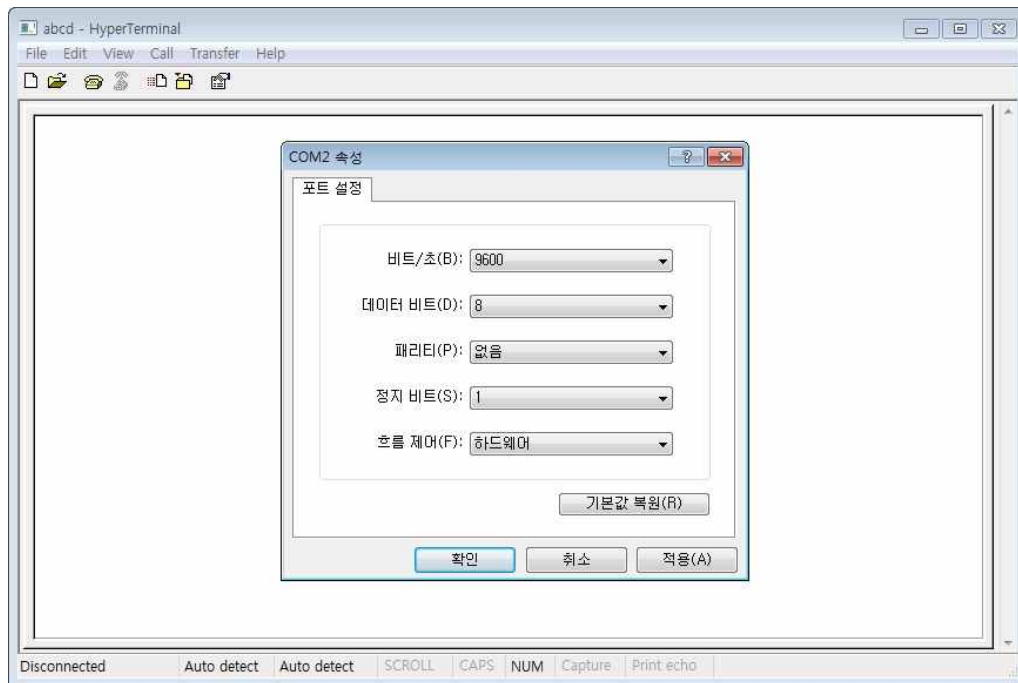 abcd - HyperTerminal
File Edit View Call Transfer Help
COM2 속성
포트 설정
비트/초(B): 9600
데이터 비트(D): 8
패리티(P): 없음
정지 비트(S): 1
흐름 제어(F): 하드웨어
기본값 복원(R)
확인 취소 적용(A)
Disconnected Auto detect Auto detect SCROLL CAPS NUM Capture Print echo